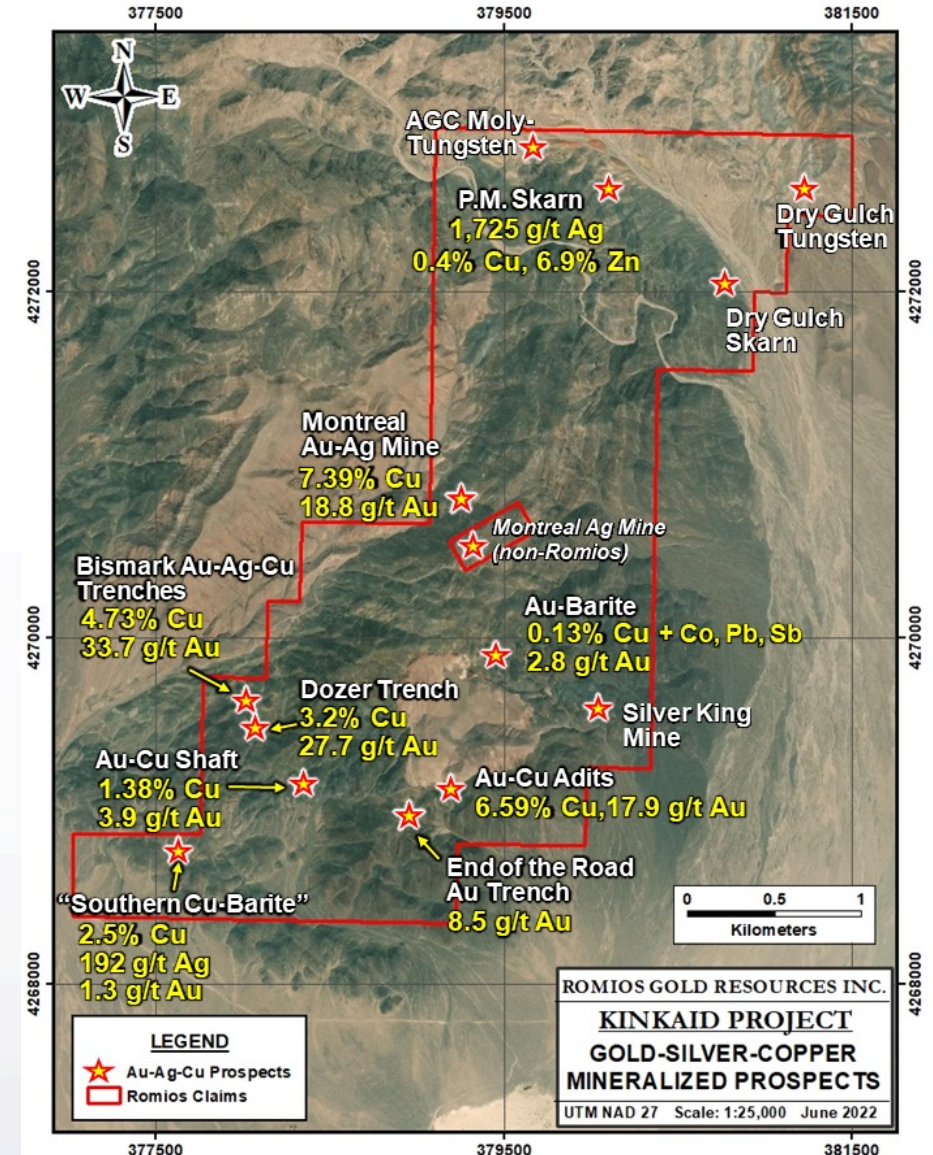 377500
379500
381500
N
W
E
S
AGC Moly-
Tungsten
P.M. Skarn
1,725 g/t Ag
0.4% Cu, 6.9% Zn
Dry Gulch
Tungsten
4272000
4272000
Dry Gulch
Skarn
Montreal
Au-Ag Mine
7.39% Cu
18.8 g/t Au
Montreal Ag Mine
(non-Romios)
Bismark Au-Ag-Cu
Trenches
4.73% Cu
33.7 g/t Au
Au-Barite
0.13% Cu + Co, Pb, Sb
2.8 g/t Au
4270000
4270000
Dozer Trench
3.2% Cu
27.7 g/t Au
Silver King
Mine
Au-Cu Shaft
1.38% Cu
3.9 g/t Au
Au-Cu Adits
6.59% Cu,17.9 g/t Au
End of the Road
Au Trench
8.5 g/t Au
“Southern Cu-Barite”
2.5% Cu
192 g/t Ag
1.3 g/t Au
0 0.5 1
Kilometers
4268000
4268000
LEGEND
Au-Ag-Cu Prospects
Romios Claims
ROMIOS GOLD RESOURCES INC.
KINKAID PROJECT
GOLD-SILVER-COPPER
MINERALIZED PROSPECTS
UTM NAD 27 Scale: 1:25,000 June 2022
377500
379500
381500